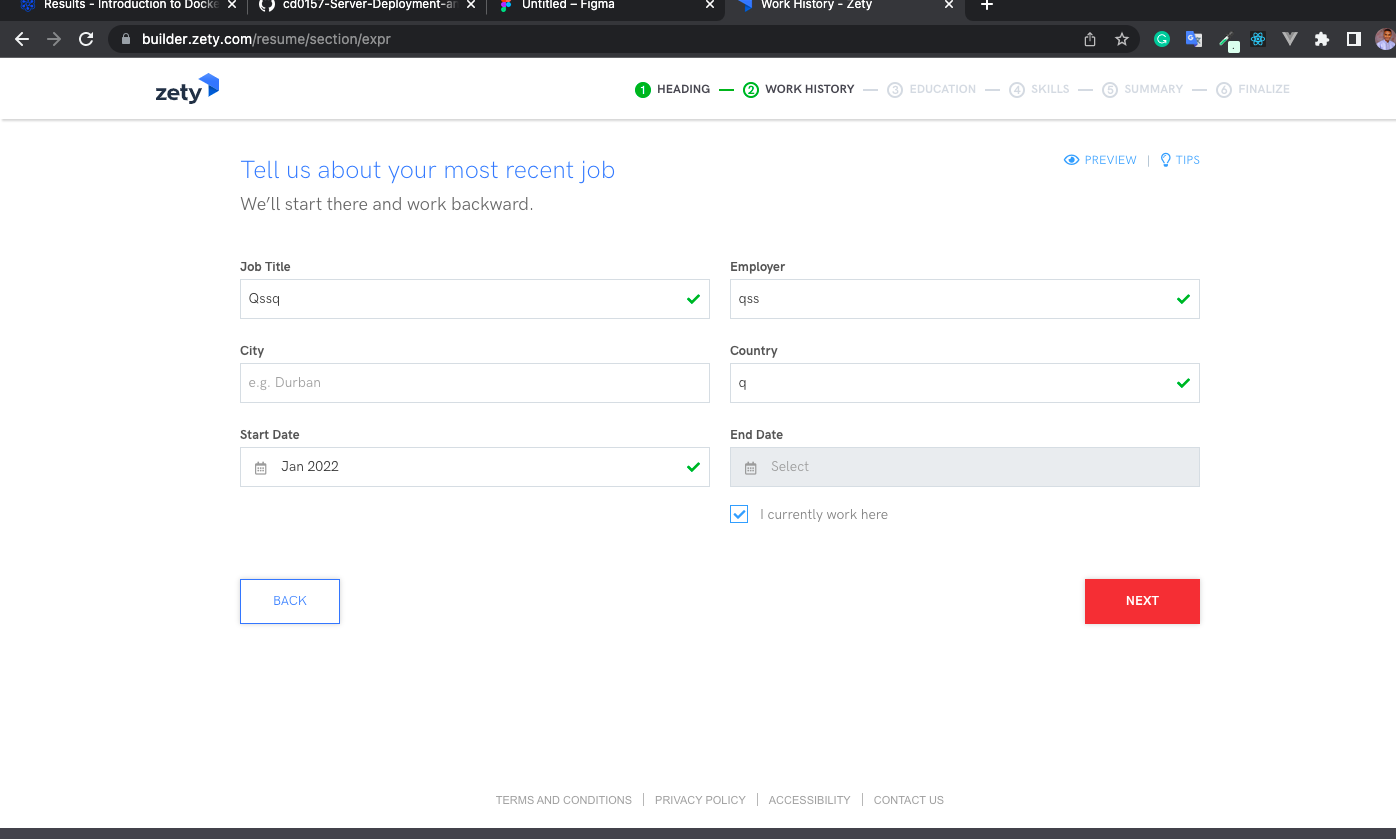 Results - Introduction to Docke
cd0157-Server-Deployment-an
Untitled – Figma
Work History - Zety
builder.zety.com/resume/section/expr
zety
1 HEADING
2 WORK HISTORY
3 EDUCATION
4 SKILLS
5 SUMMARY
6 FINALIZE
Tell us about your most recent job
PREVIEW | TIPS
We'll start there and work backward.
Job Title
Employer
Qssq
qss
City
Country
e.g. Durban
q
Start Date
End Date
Jan 2022
Select
I currently work here
BACK
NEXT
TERMS AND CONDITIONS | PRIVACY POLICY | ACCESSIBILITY | CONTACT US